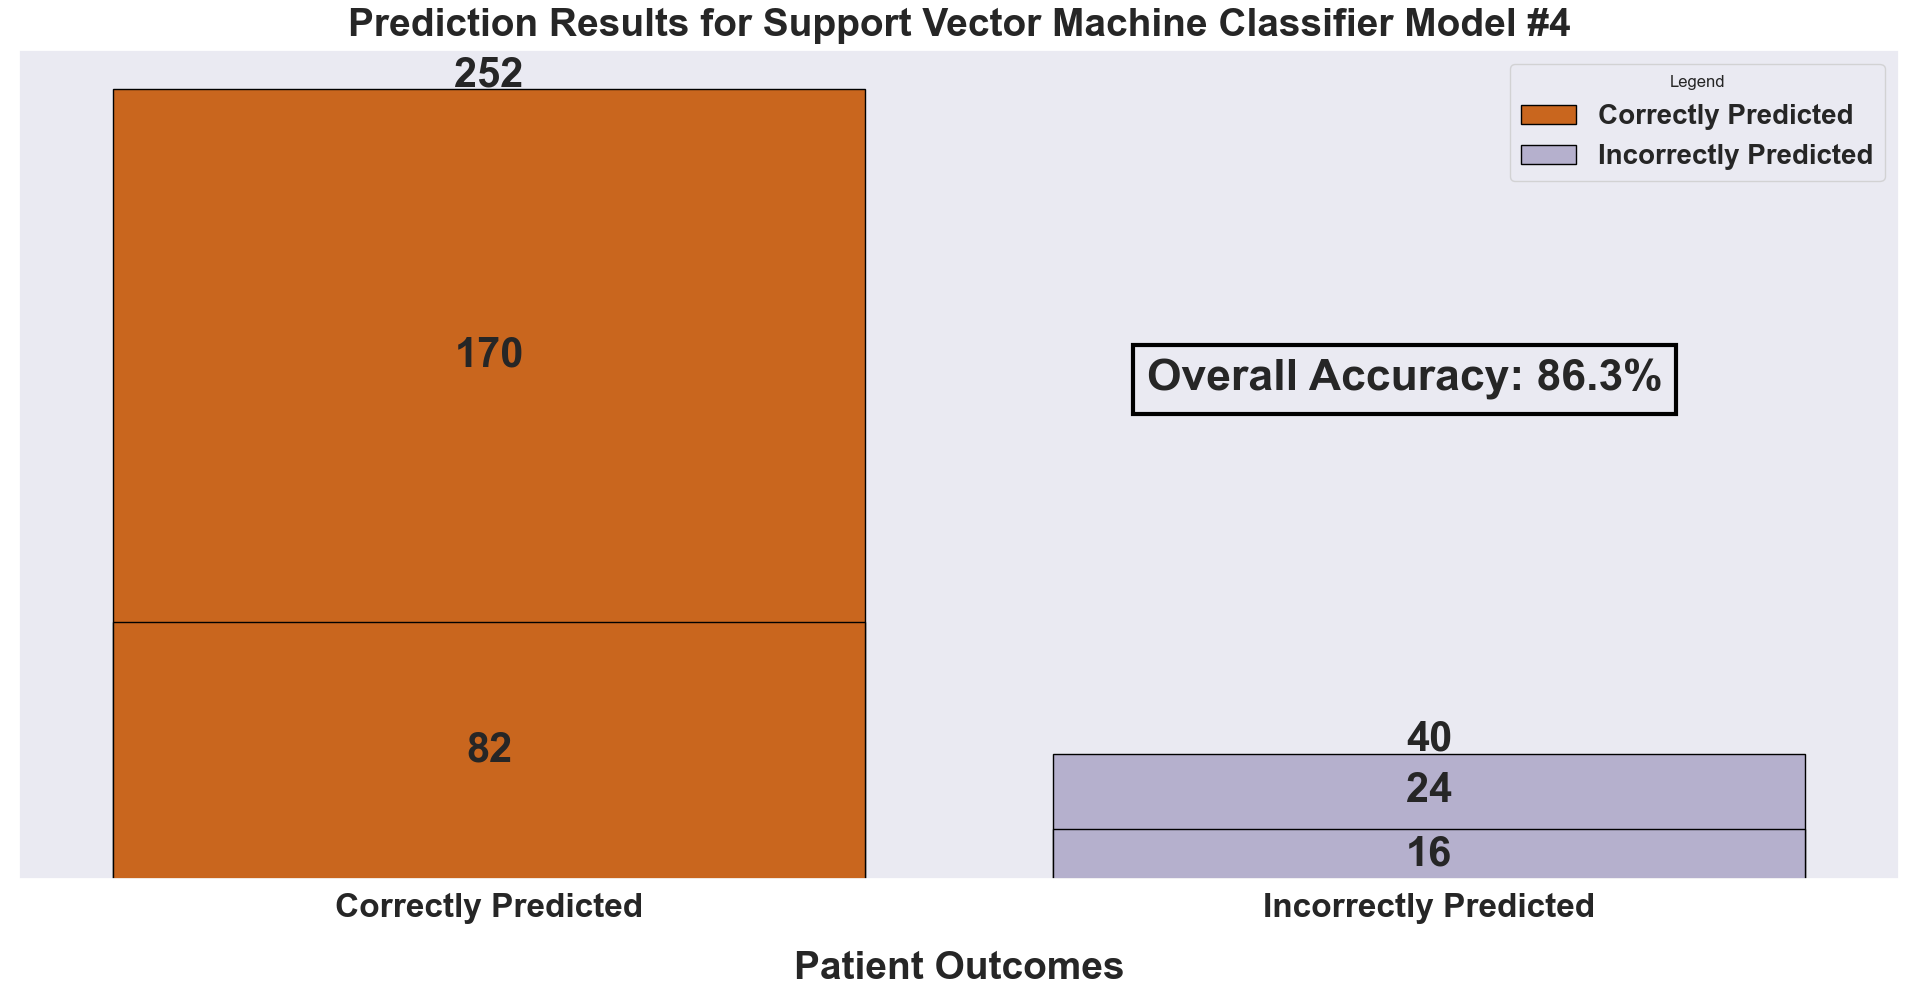 Prediction Results for Support Vector Machine Classifier Model #4
252
Legend
Correctly Predicted
Incorrectly Predicted
170
Overall Accuracy: 86.3%
82
40
24
16
Correctly Predicted
Incorrectly Predicted
Patient Outcomes